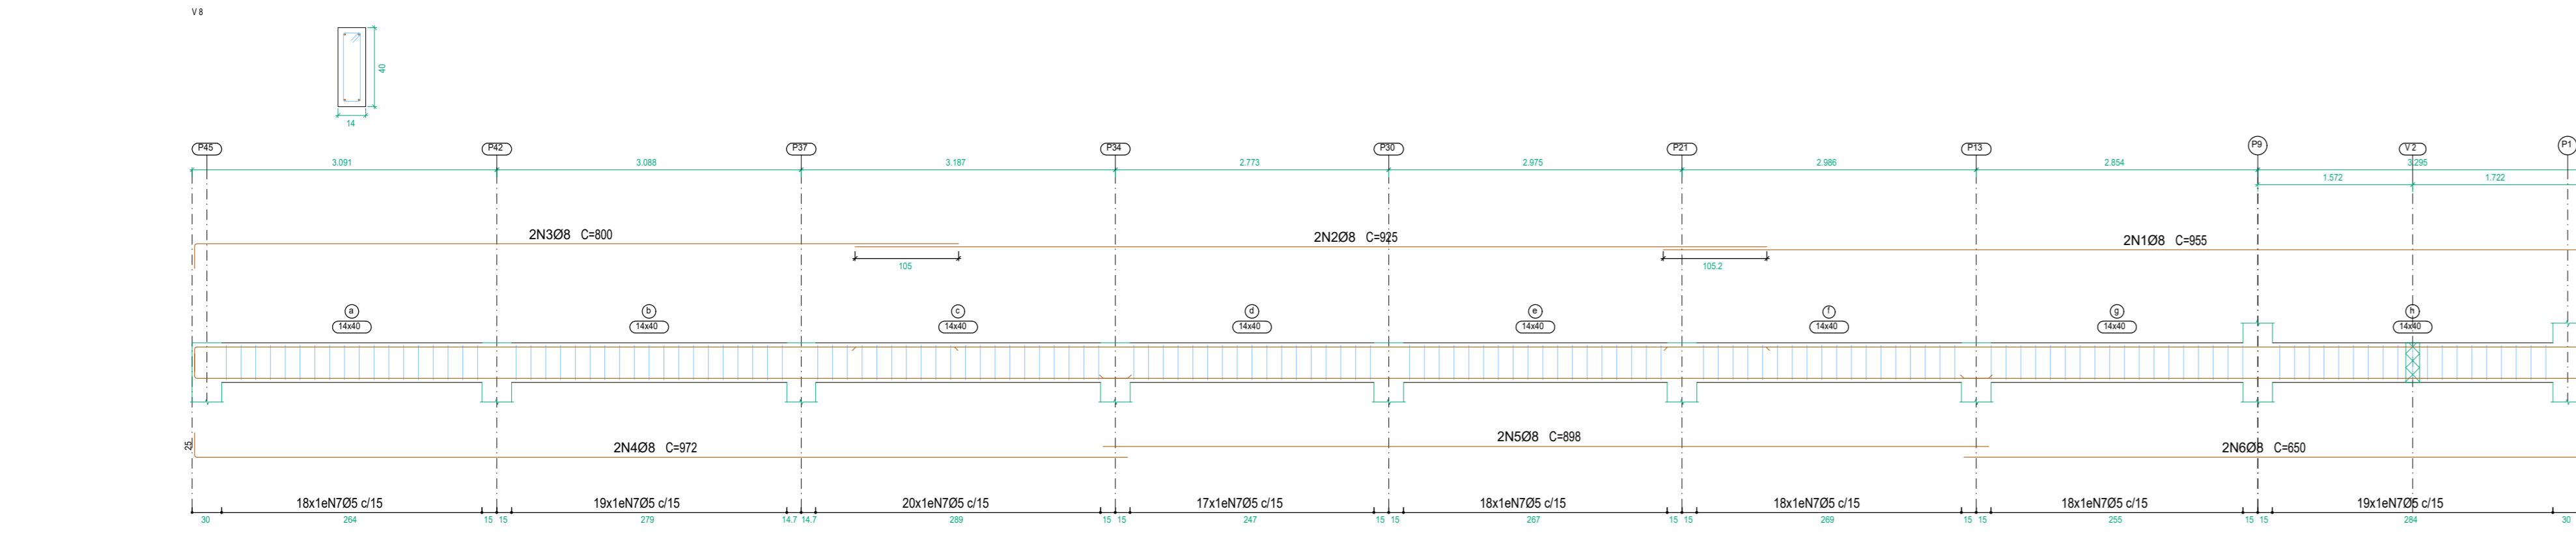 V 8
40
14
P45 P42 P37 P34 P30 P21 P13 P9 V 2 P1
3.091 3.088 3.187 2.773 2.975 2.986 2.854 3.295
1.572 1.722
2N3Ø8 C=800 2N2Ø8 C=925 2N1Ø8 C=955
105 105.2
a b c d e f g h
14x40 14x40 14x40 14x40 14x40 14x40 14x40 14x40
25
2N4Ø8 C=972 2N5Ø8 C=898 2N6Ø8 C=650
18x1eN7Ø5 c/15 19x1eN7Ø5 c/15 20x1eN7Ø5 c/15 17x1eN7Ø5 c/15 18x1eN7Ø5 c/15 18x1eN7Ø5 c/15 18x1eN7Ø5 c/15 19x1eN7Ø5 c/15
30 264 15 15 279 14.7 14.7 289 15 15 247 15 15 267 15 15 269 15 15 255 15 15 284 30